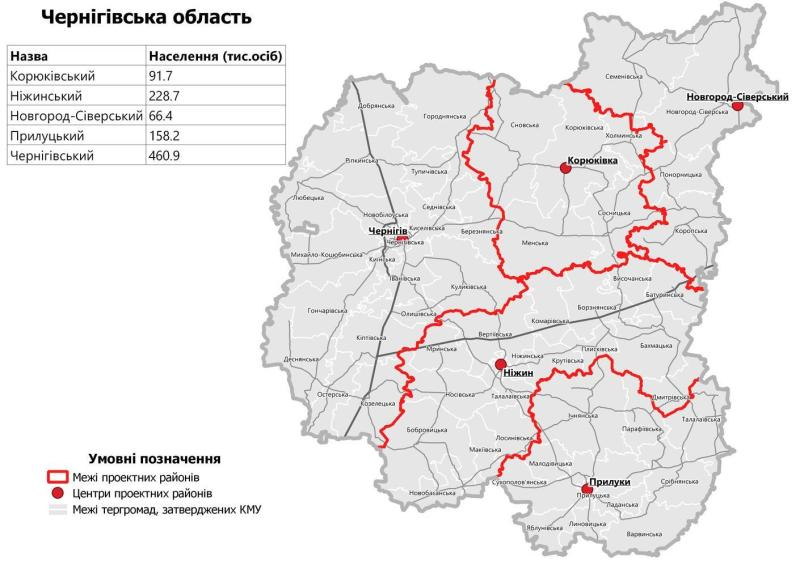 Чернігівська область
Назва Населення (тис.осіб)
Корюківський 91.7
Ніжинський 228.7
Новгород-Сіверський 66.4
Прилуцький 158.2
Чернігівський 460.9
Семенівська
Новгород-Сіверський
Новгород-Сіверська
Добрянська
Городнянська
Сновська
Корюківська
Холминська
Ріпкинська
Корюківка
Тупичівська
Понорницька
Любецька
Седнівська
Новобілоуська
Сосницька
Киселівська
Чернігів
Березнянська
Коропська
Чернігівська
Менська
Михайло-Коцюбинська
Киїнська
Іванівська
Височанська
Куликівська
Батуринська
Гончарівська
Олишівська
Борзнянська
Комарівська
Кіптівська
Вертіївська
Бахмацька
Мринська
Плисківська
Ніжинська
Крутівська
Деснянська
Ніжин
Остерська
Носівська
Талалаївська
Дмитрівська
Козелецька
Ічнянська
Талалаївська
Бобровицька
Парафіївська
Лосинівська
Макіївська
Малодівицька
Умовні позначення
Межі проектних районів
Сухополов'янська
Прилуки
Срібнянська
Центри проектних районів
Новобасанська
Прилуцька
Ладанська
Межі тергромад, затверджених КМУ
Яблунівська
Линовицька
Варвинська